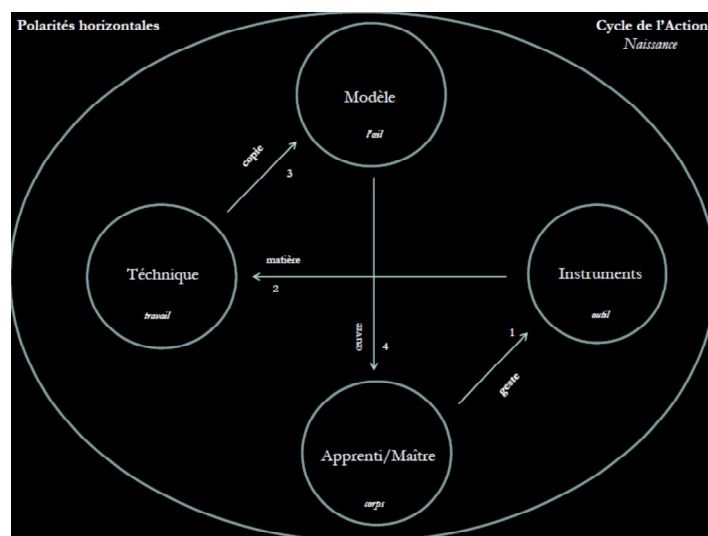 Polarités horizontales
Cycle de l'Action
Naissance
Modèle
l'œil
copie
3
Téchnique
travail
matière
2
Instruments
outil
1
geste
œuvre
4
Apprenti/Maître
corps